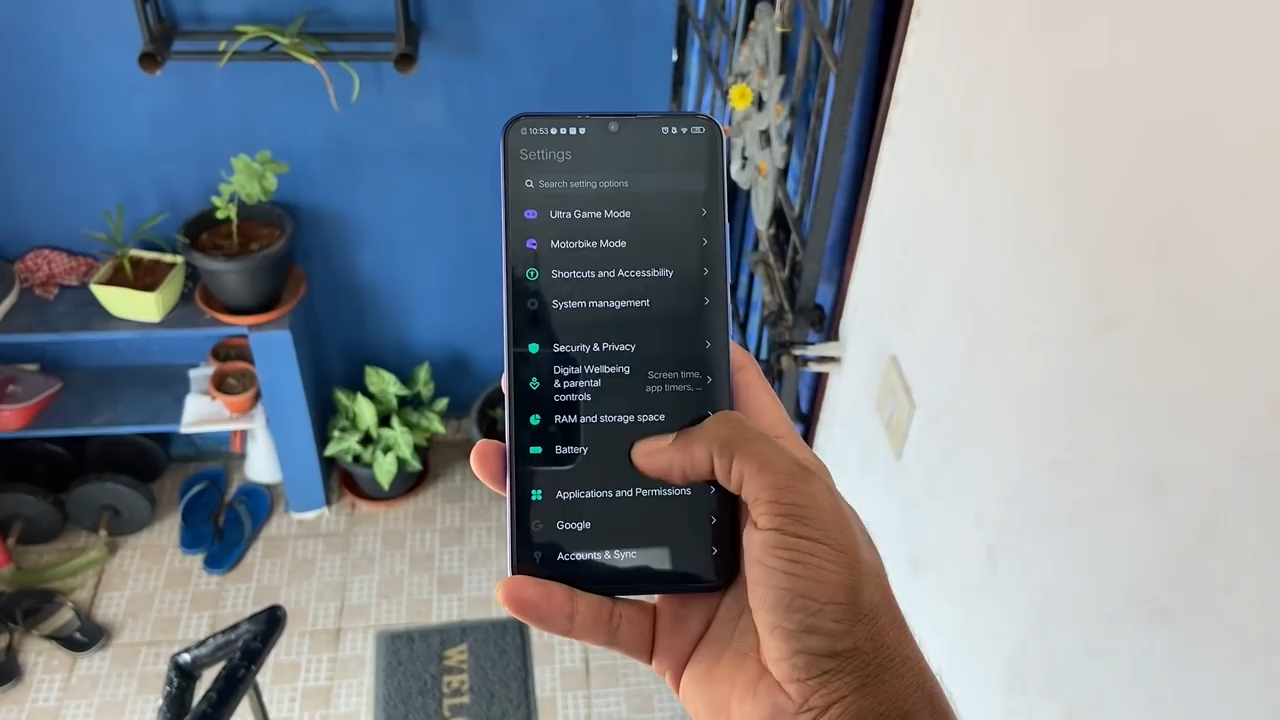 10:53
Settings
Search setting options
Ultra Game Mode
Motorbike Mode
Shortcuts and Accessibility
System management
Security & Privacy
Digital Wellbeing
& parental
controls
Screen time,
app timers, ...
RAM and storage space
Battery
Applications and Permissions
Google
Accounts & Sync
WEL